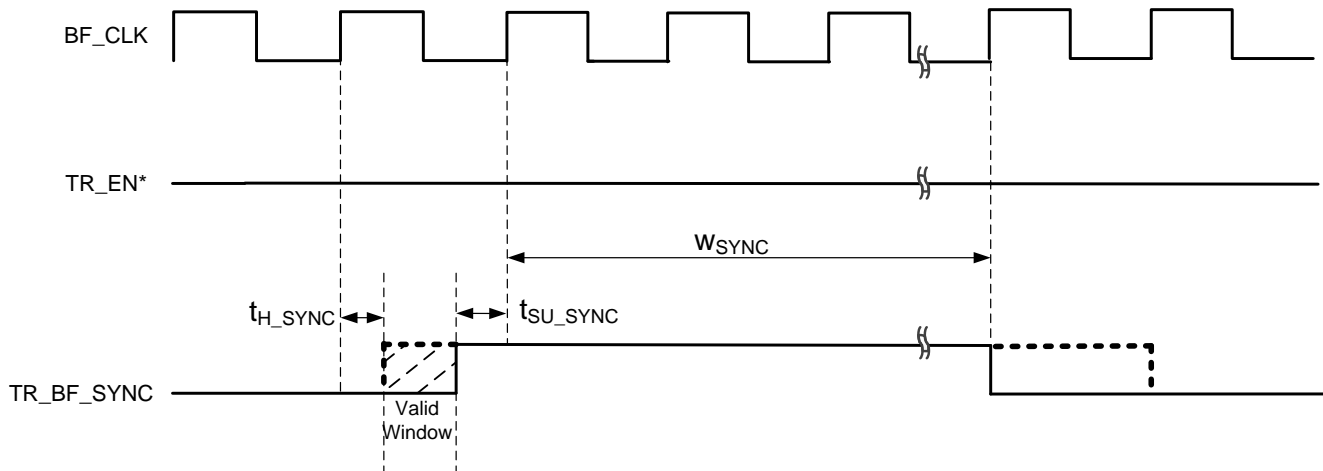 BF_CLK
TR_EN*
WSYNC
tH_SYNC
tSU_SYNC
TR_BF_SYNC
Valid
Window